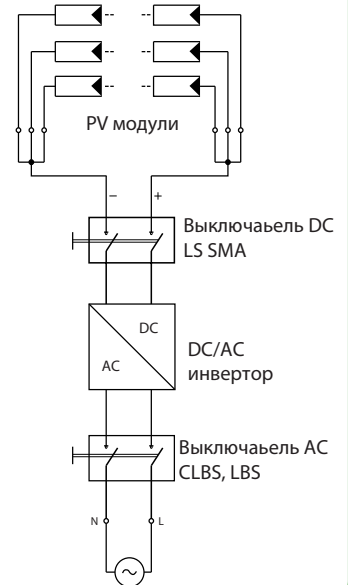 PV модули
– +
Выключаьель DC
LS SMA
DC
AC
DC/AC
инвертор
Выключаьель AC
CLBS, LBS
N L